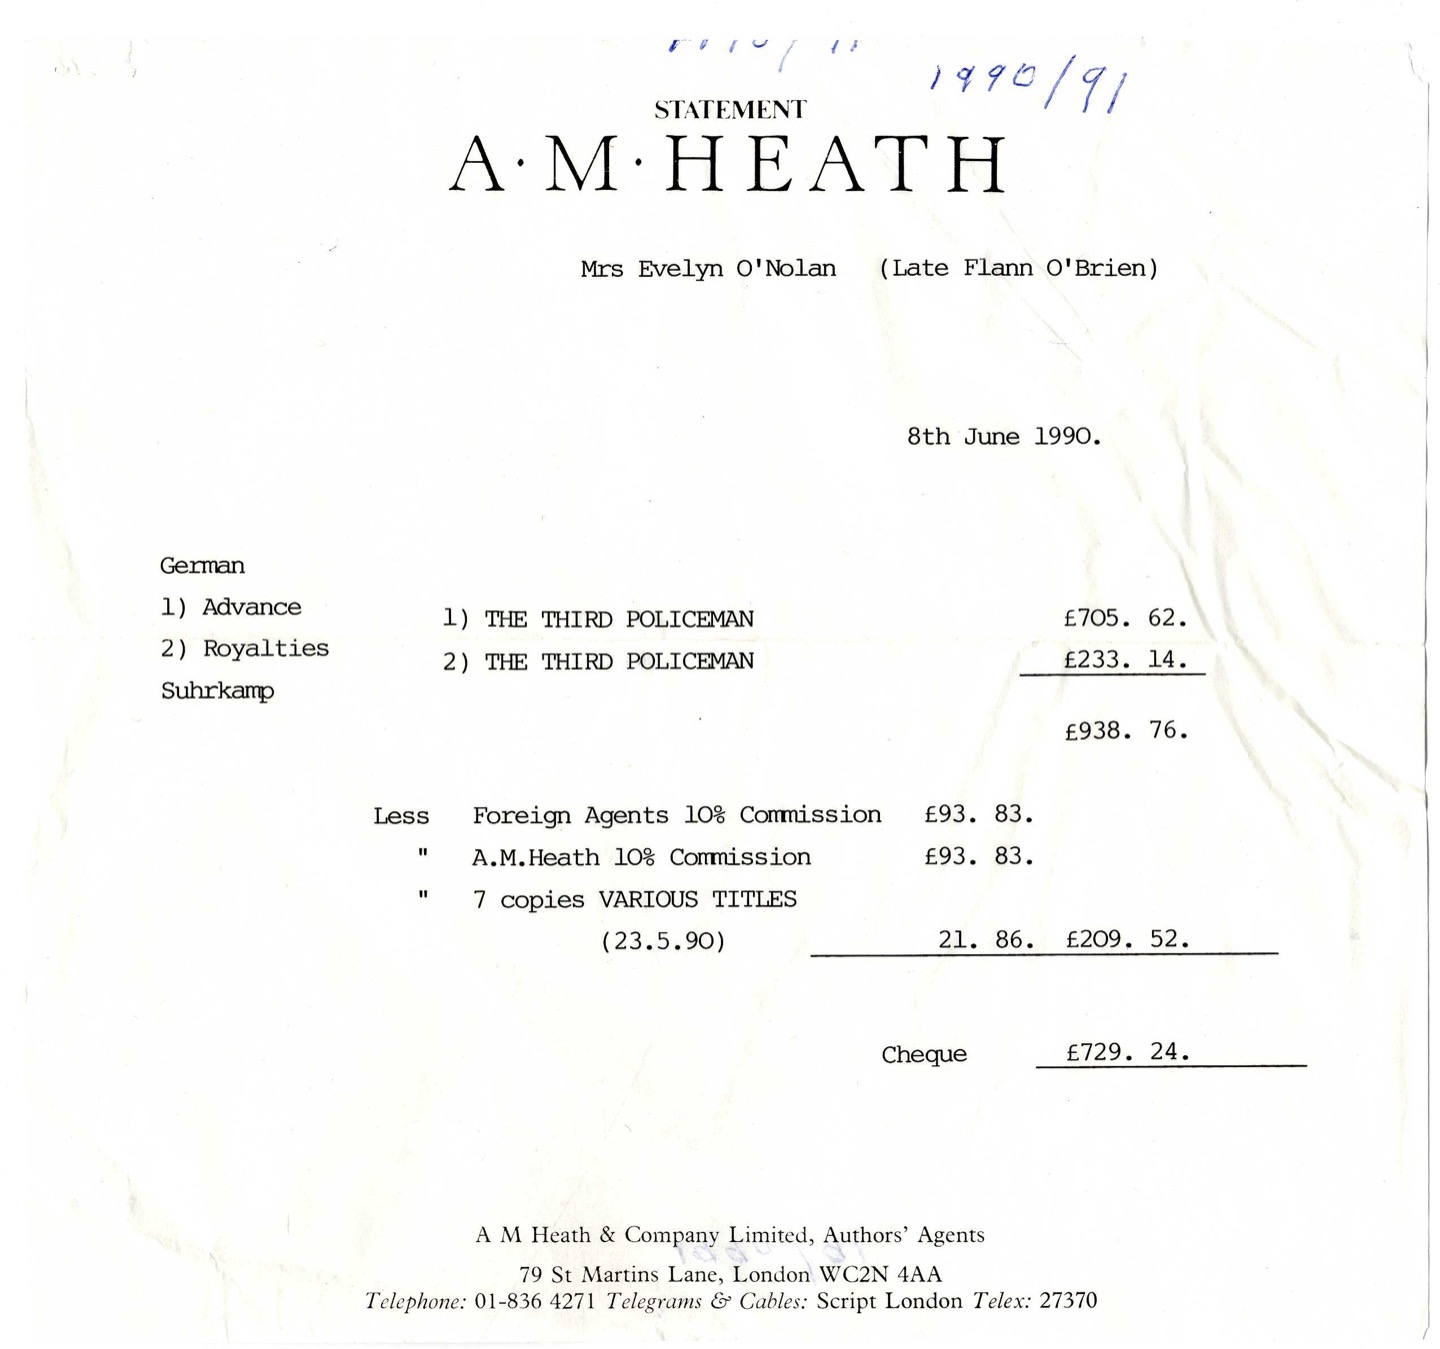 1990/91
STATEMENT
A·M·HEATH
Mrs Evelyn O'Nolan (Late Flann O'Brien)
8th June 1990.
German
1) Advance
1) THE THIRD POLICEMAN £705. 62.
2) Royalties
2) THE THIRD POLICEMAN £233. 14.
Suhrkamp
£938. 76.
Less Foreign Agents 10% Commission £93. 83.
" A.M.Heath 10% Commission £93. 83.
" 7 copies VARIOUS TITLES
(23.5.90) 21. 86. £209. 52.
Cheque £729. 24.
A M Heath & Company Limited, Authors' Agents
79 St Martins Lane, London WC2N 4AA
Telephone: 01-836 4271 Telegrams & Cables: Script London Telex: 27370